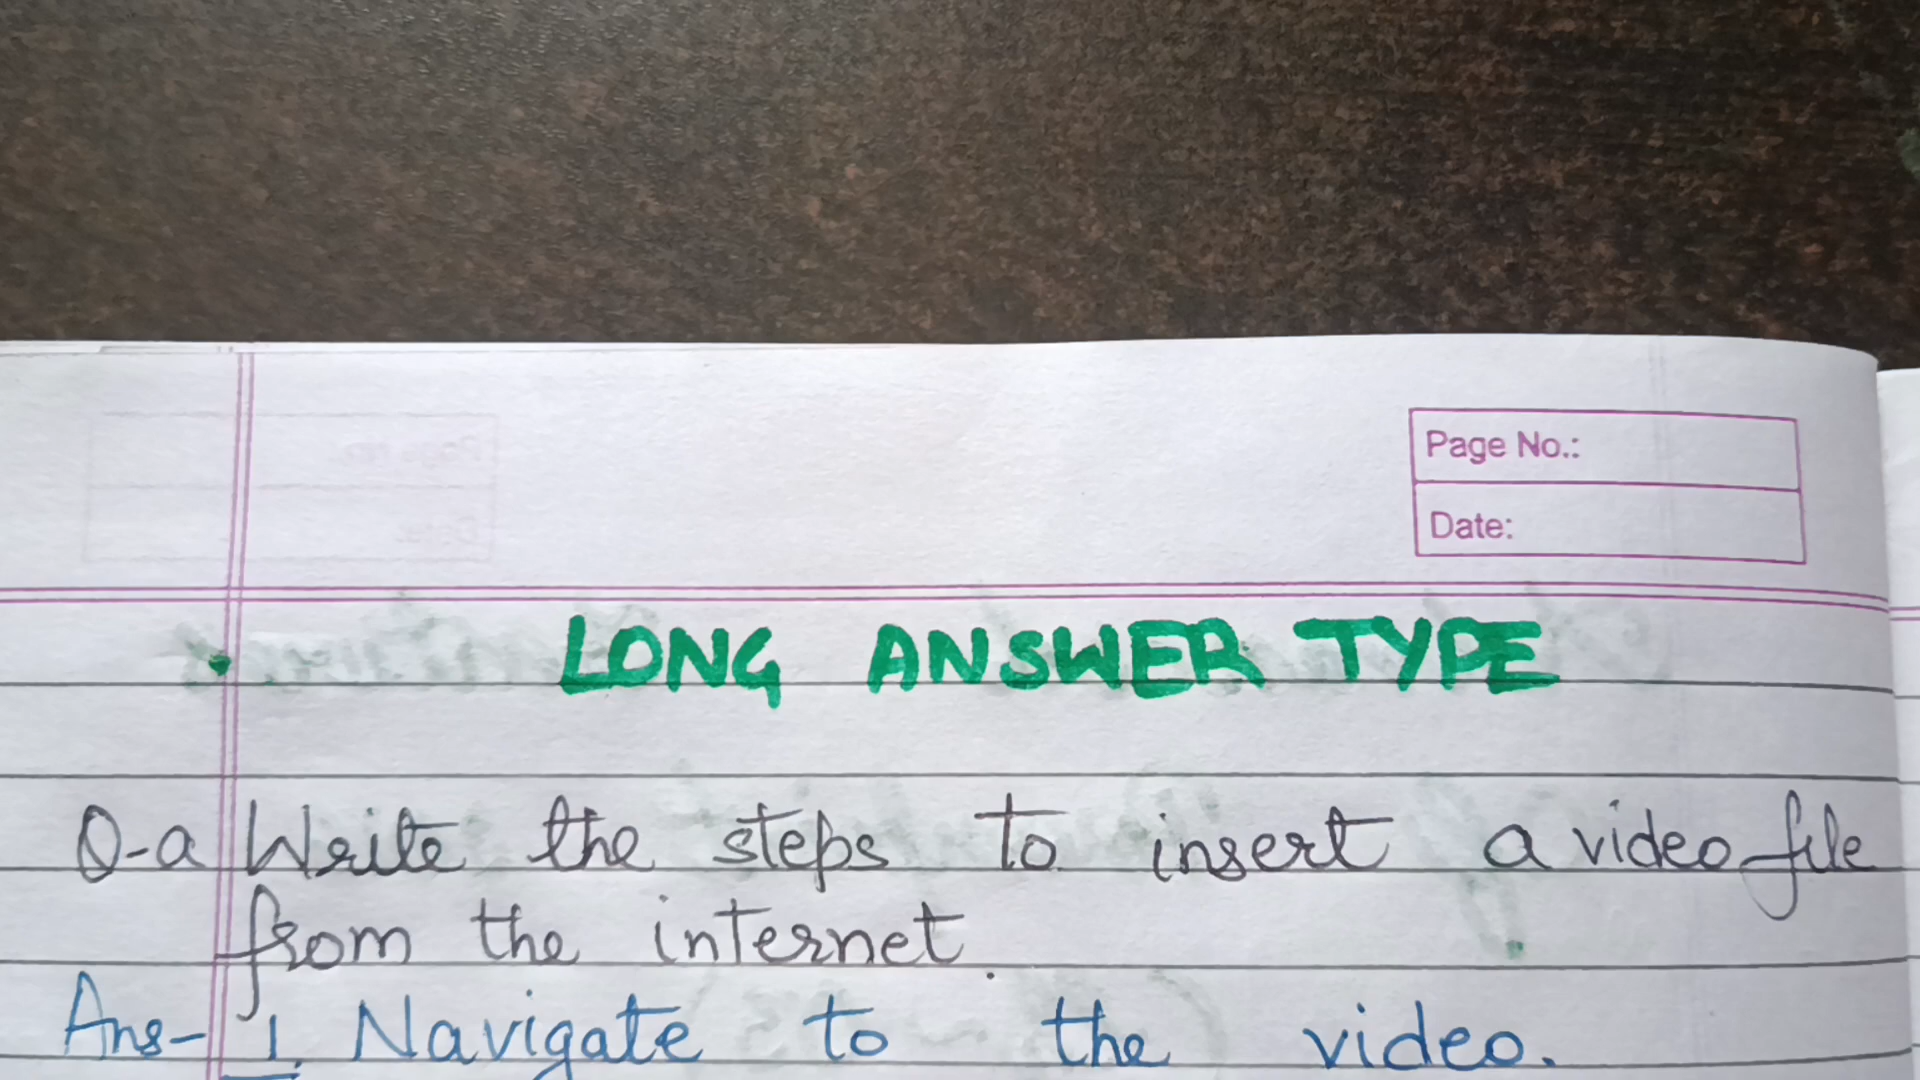 Page No.:
Date:
LONG ANSWER TYPE
Q-a Write the steps to insert a video file
from the internet.
Ans- 1. Navigate to the video.